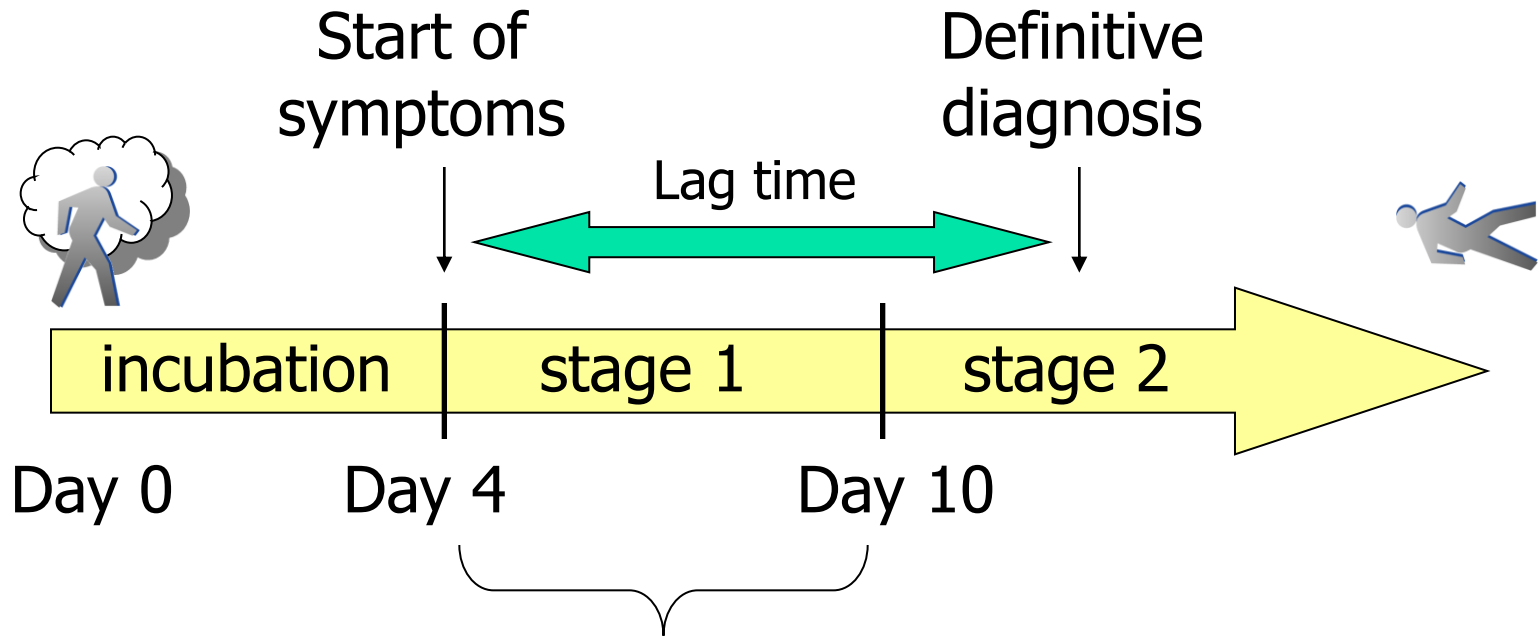 Start of
symptoms
Definitive
diagnosis
Lag time
incubation
stage 1
stage 2
Day 0
Day 4
Day 10